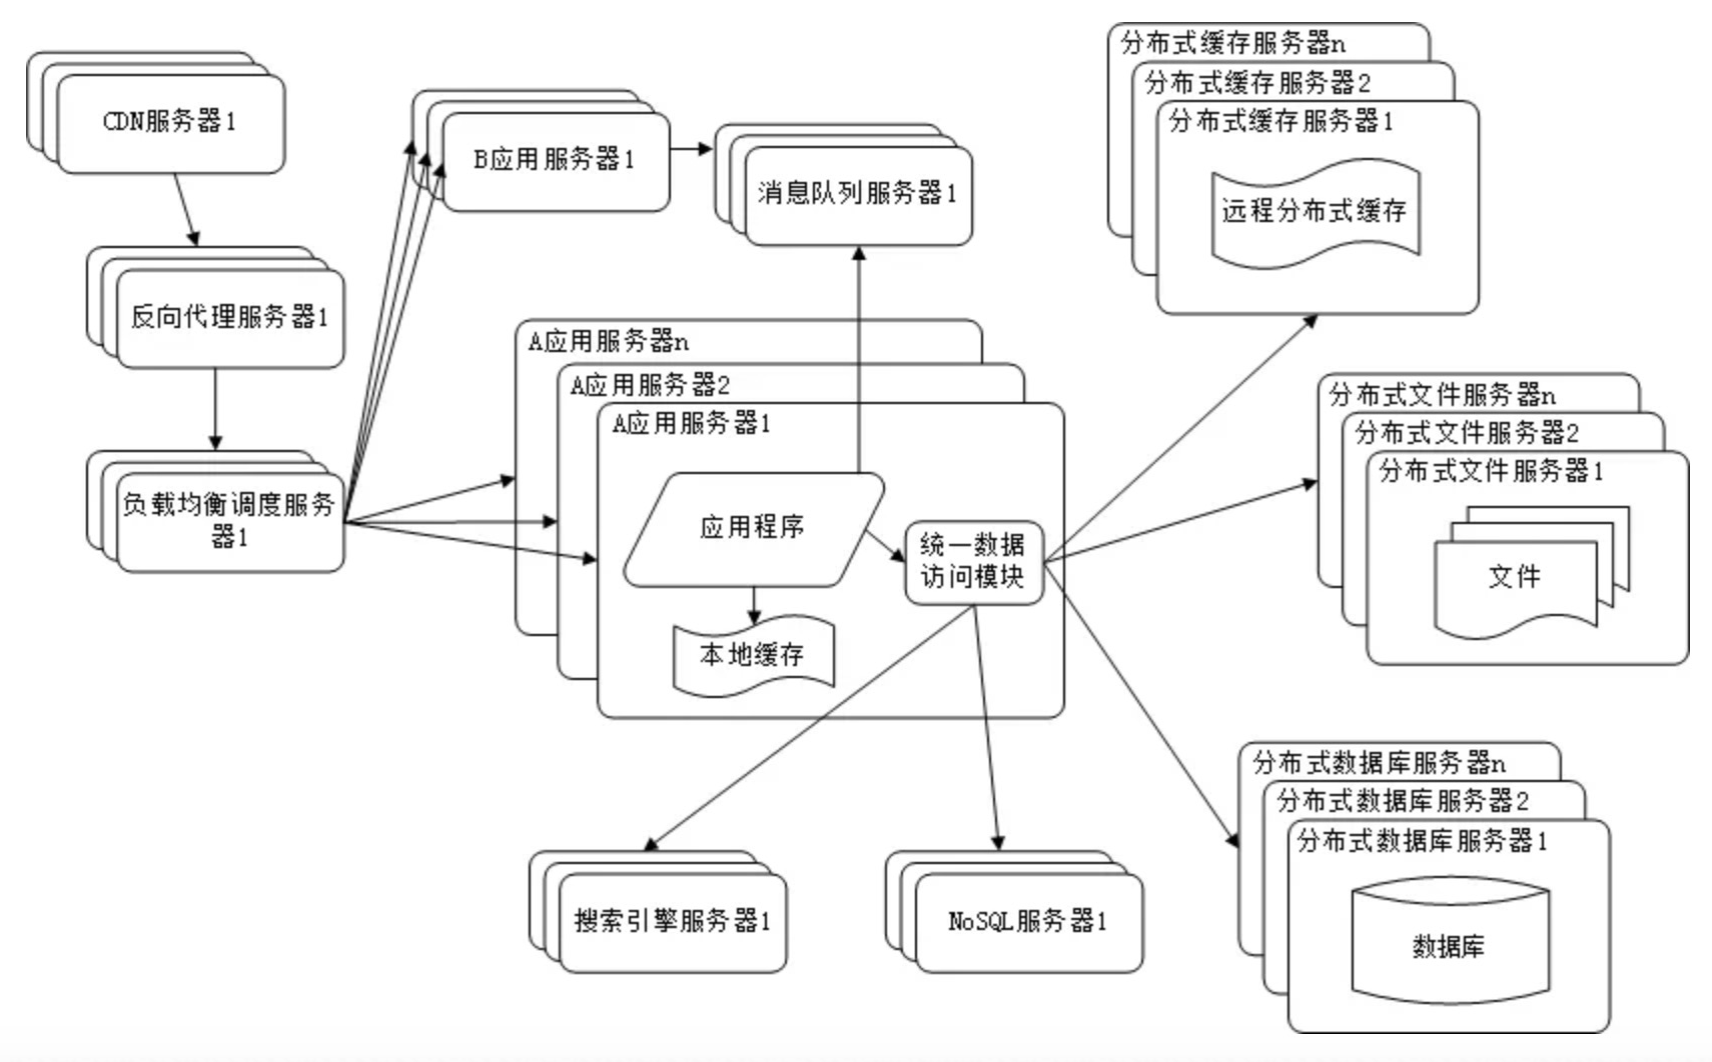 分布式缓存服务器n
分布式缓存服务器2
分布式缓存服务器1
远程分布式缓存
CDN服务器1
B应用服务器1
消息队列服务器1
反向代理服务器1
A应用服务器n
A应用服务器2
A应用服务器1
分布式文件服务器n
分布式文件服务器2
分布式文件服务器1
文件
负载均衡调度服务
器1
应用程序
统一数据
访问模块
本地缓存
分布式数据库服务器n
分布式数据库服务器2
分布式数据库服务器1
数据库
搜索引擎服务器1
NoSQL服务器1